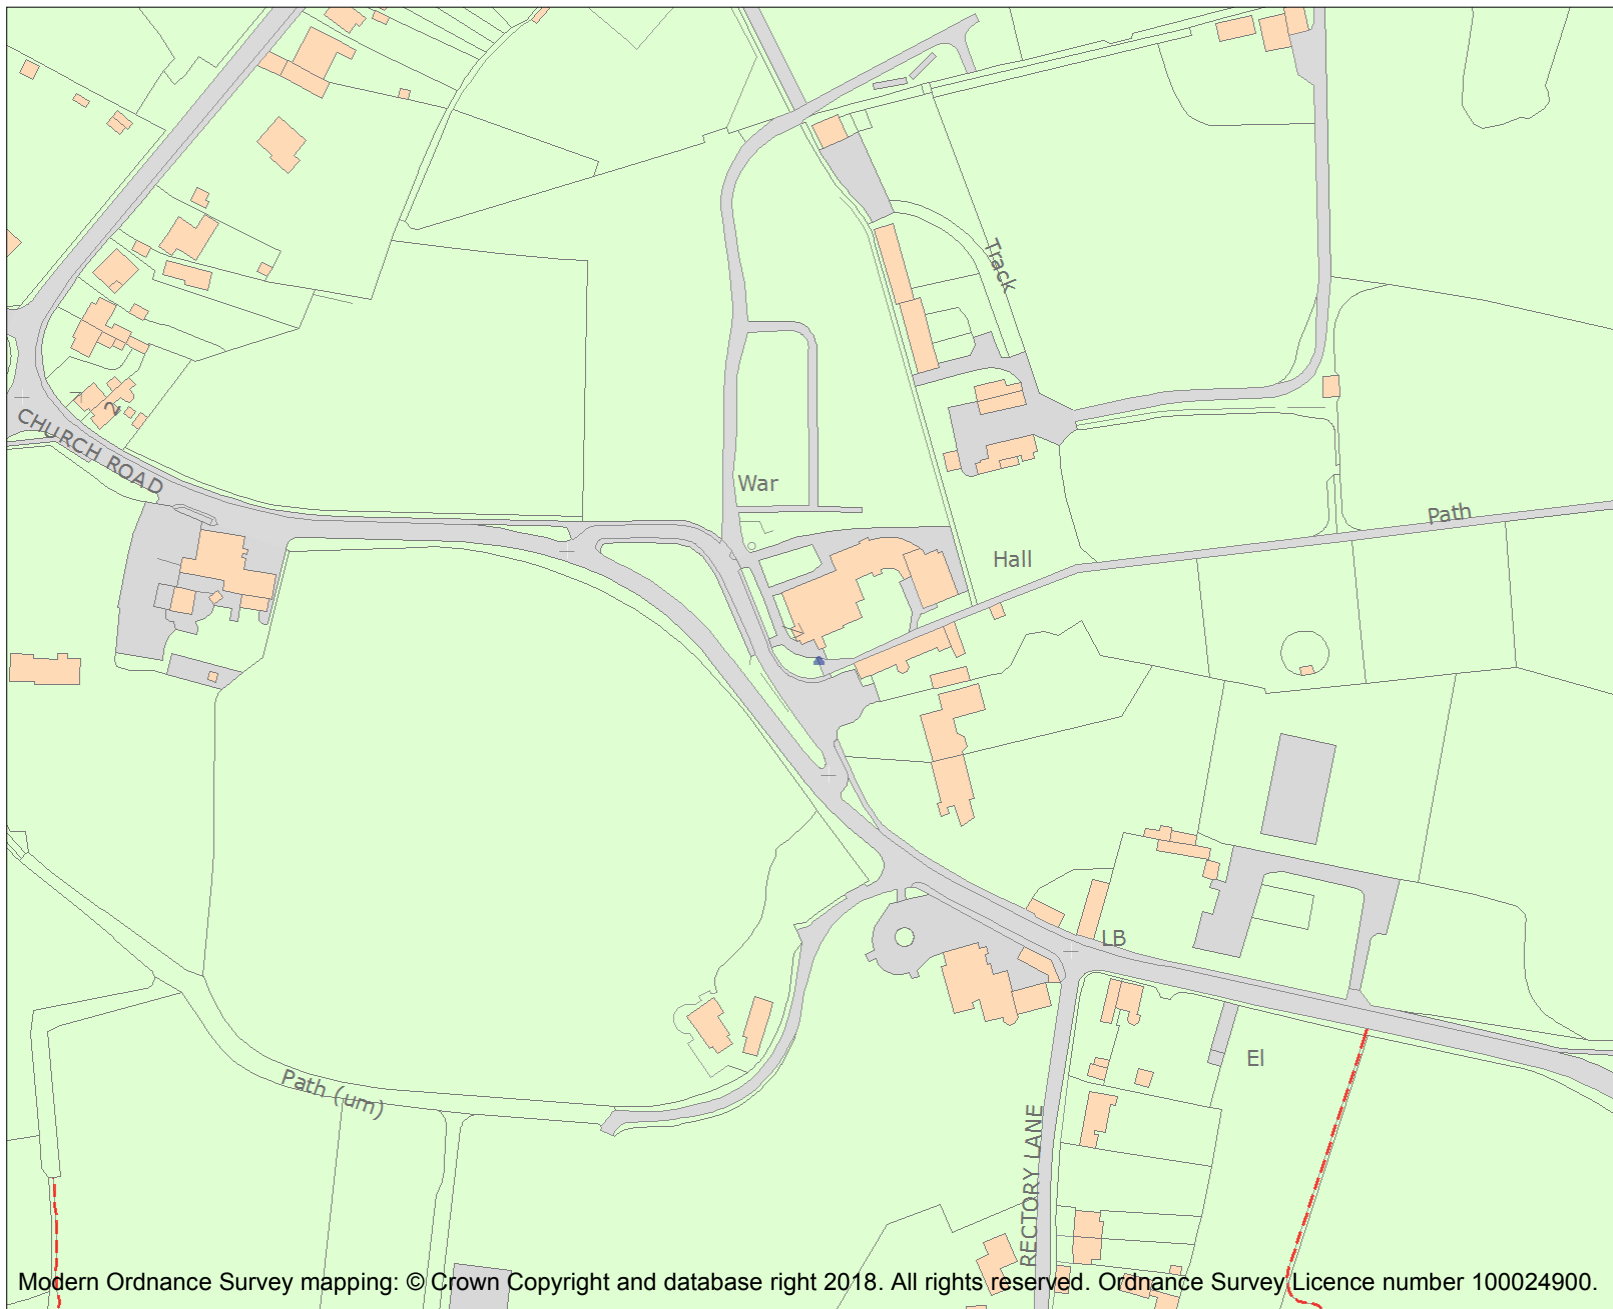 Track
2
CHURCH ROAD
War
Path
Hall
LB
El
Path (um)
RECTORY LANE
Modern Ordnance Survey mapping: © Crown Copyright and database right 2018. All rights reserved. Ordnance Survey Licence number 100024900.